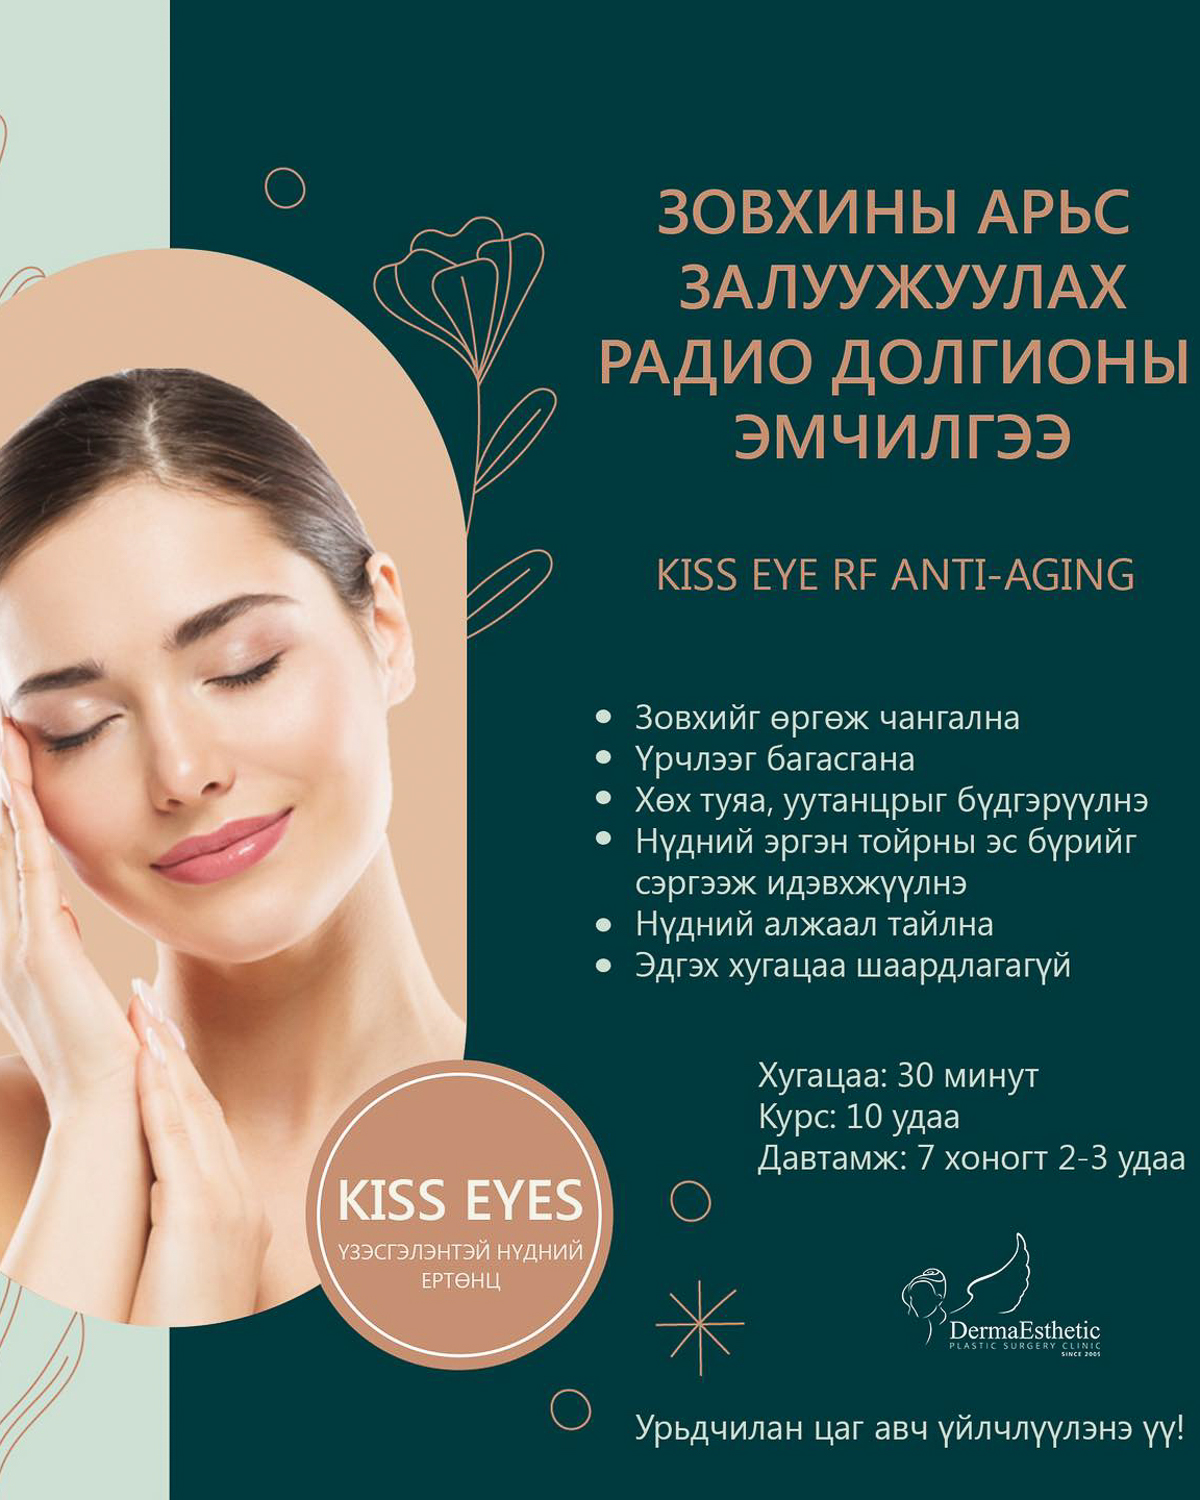 ЗОВХИНЫ АРЬС
ЗАЛУУЖУУЛАХ
РАДИО ДОЛГИОНЫ
ЭМЧИЛГЭЭ
KISS EYE RF ANTI-AGING
• Зовхийг өргөж чангална
• Үрчлээг багасгана
• Хөх туяа, уутанцрыг бүдгэрүүлнэ
• Нүдний эргэн тойрны эс бүрийг
сэргээж идэвхжүүлнэ
• Нүдний алжаал тайлна
• Эдгэх хугацаа шаардлагагүй
Хугацаа: 30 минут
Курс: 10 удаа
Давтамж: 7 хоногт 2-3 удаа
KISS EYES
ҮЗЭСГЭЛЭНТЭЙ НҮДНИЙ
ЕРТӨНЦ
DermaEsthetic
PLASTIC SURGERY CLINIC
SINCE 2005
Урьдчилан цаг авч үйлчлүүлэнэ үү!